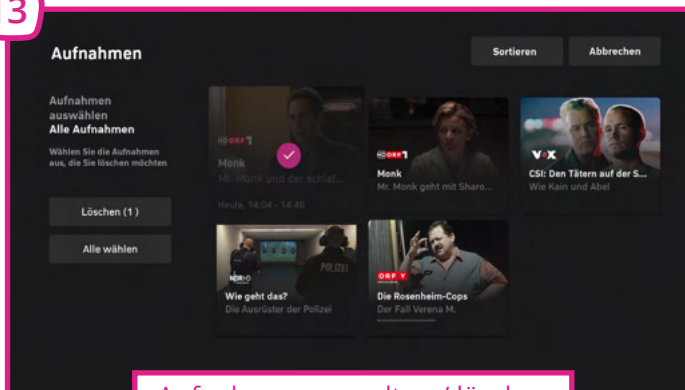 3
Aufnahmen
Sortieren
Abbrechen
Aufnahmen
auswählen
Alle Aufnahmen
Wählen Sie die Aufnahmen
aus, die Sie löschen möchten
Löschen (1)
Alle wählen
HD ORF 1
Monk
Mr. Monk und der schief...
Heute, 14:04 - 14:46
HD ORF 1
Monk
Mr. Monk geht mit Sharo...
VOX
CSI: Den Tätern auf der S...
Wie Kain und Abel
POLIZEI
Wie geht das?
Die Ausrüster der Polizei
ORF V
Die Rosenheim-Cops
Der Fall Verena M.